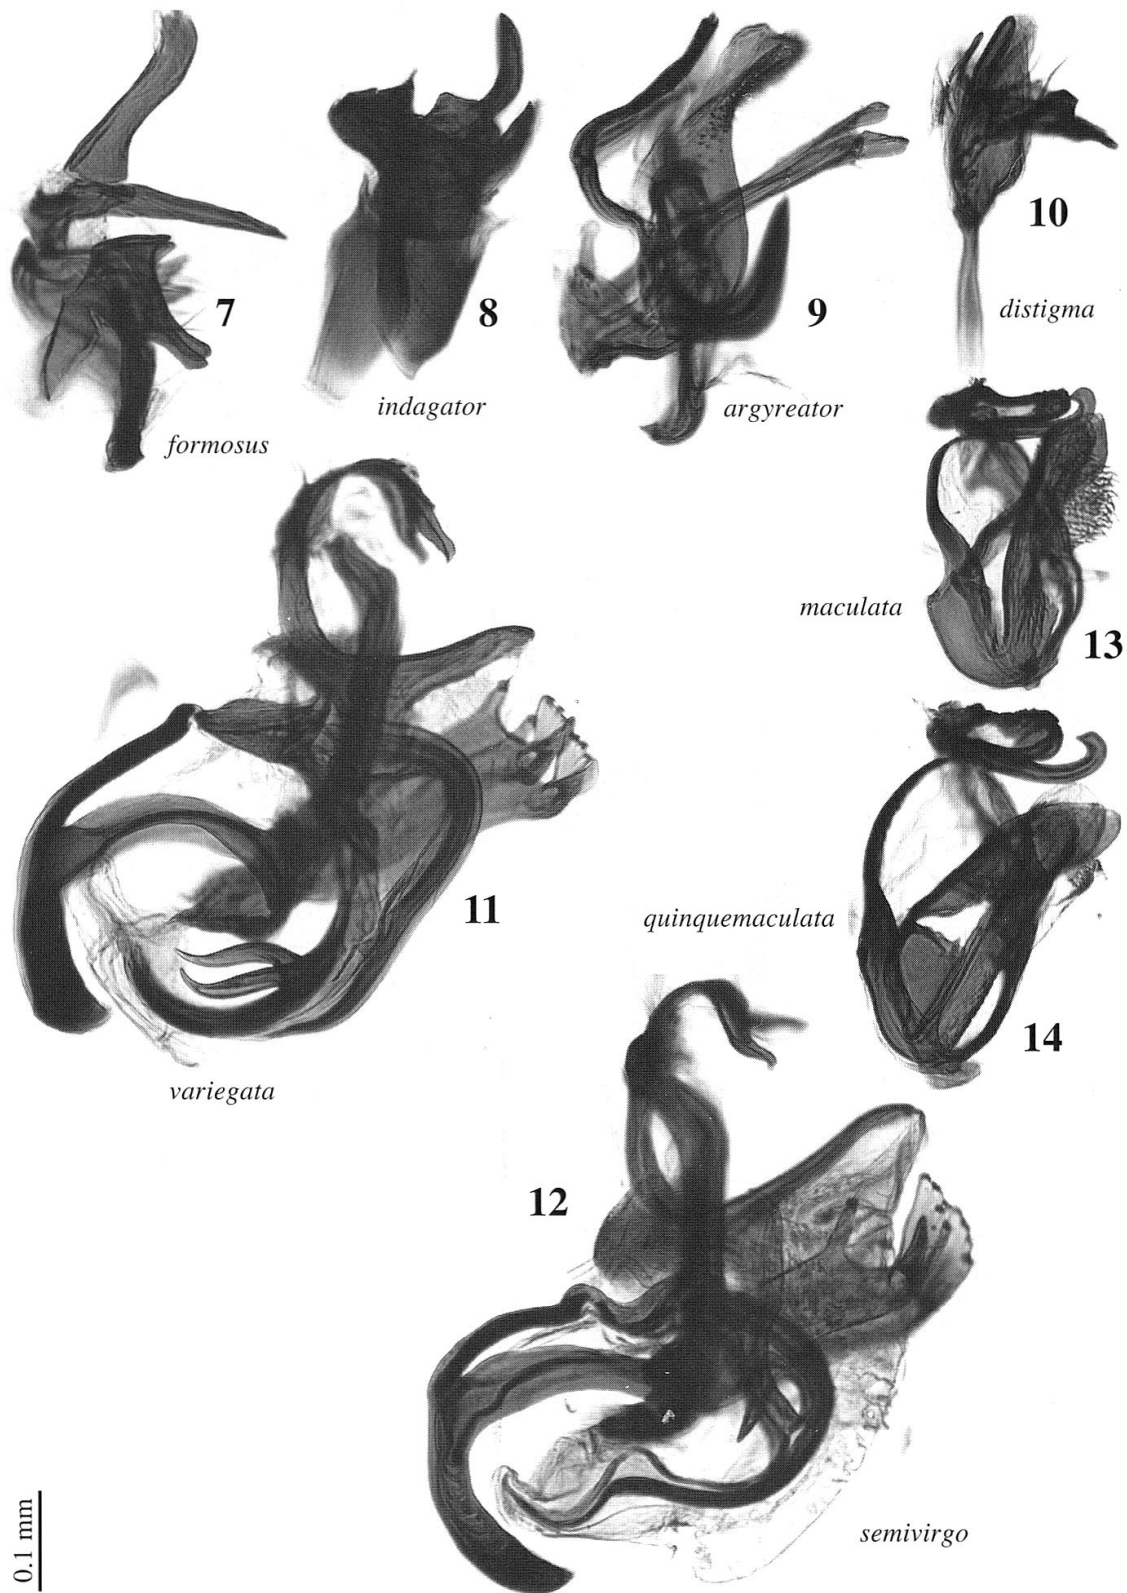 7
formosus
8
indagator
9
argyreator
10
distigma
maculata
13
11
variegata
quinquemaculata
14
12
semivirgo
0.1 mm